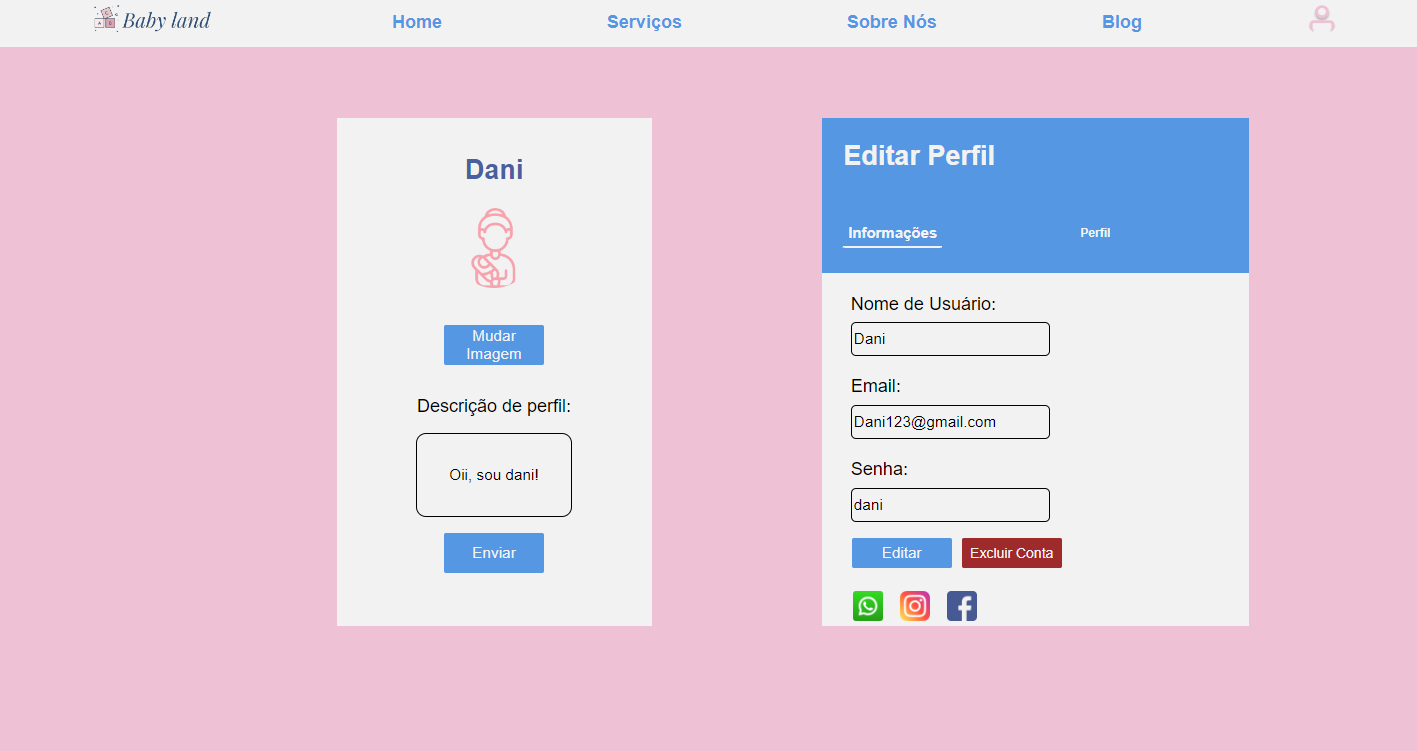 Baby land
Home
Serviços
Sobre Nós
Blog
Dani
Mudar
Imagem
Descrição de perfil:
Oii, sou dani!
Enviar
Editar Perfil
Informações
Perfil
Nome de Usuário:
Dani
Email:
Dani123@gmail.com
Senha:
dani
Editar
Excluir Conta